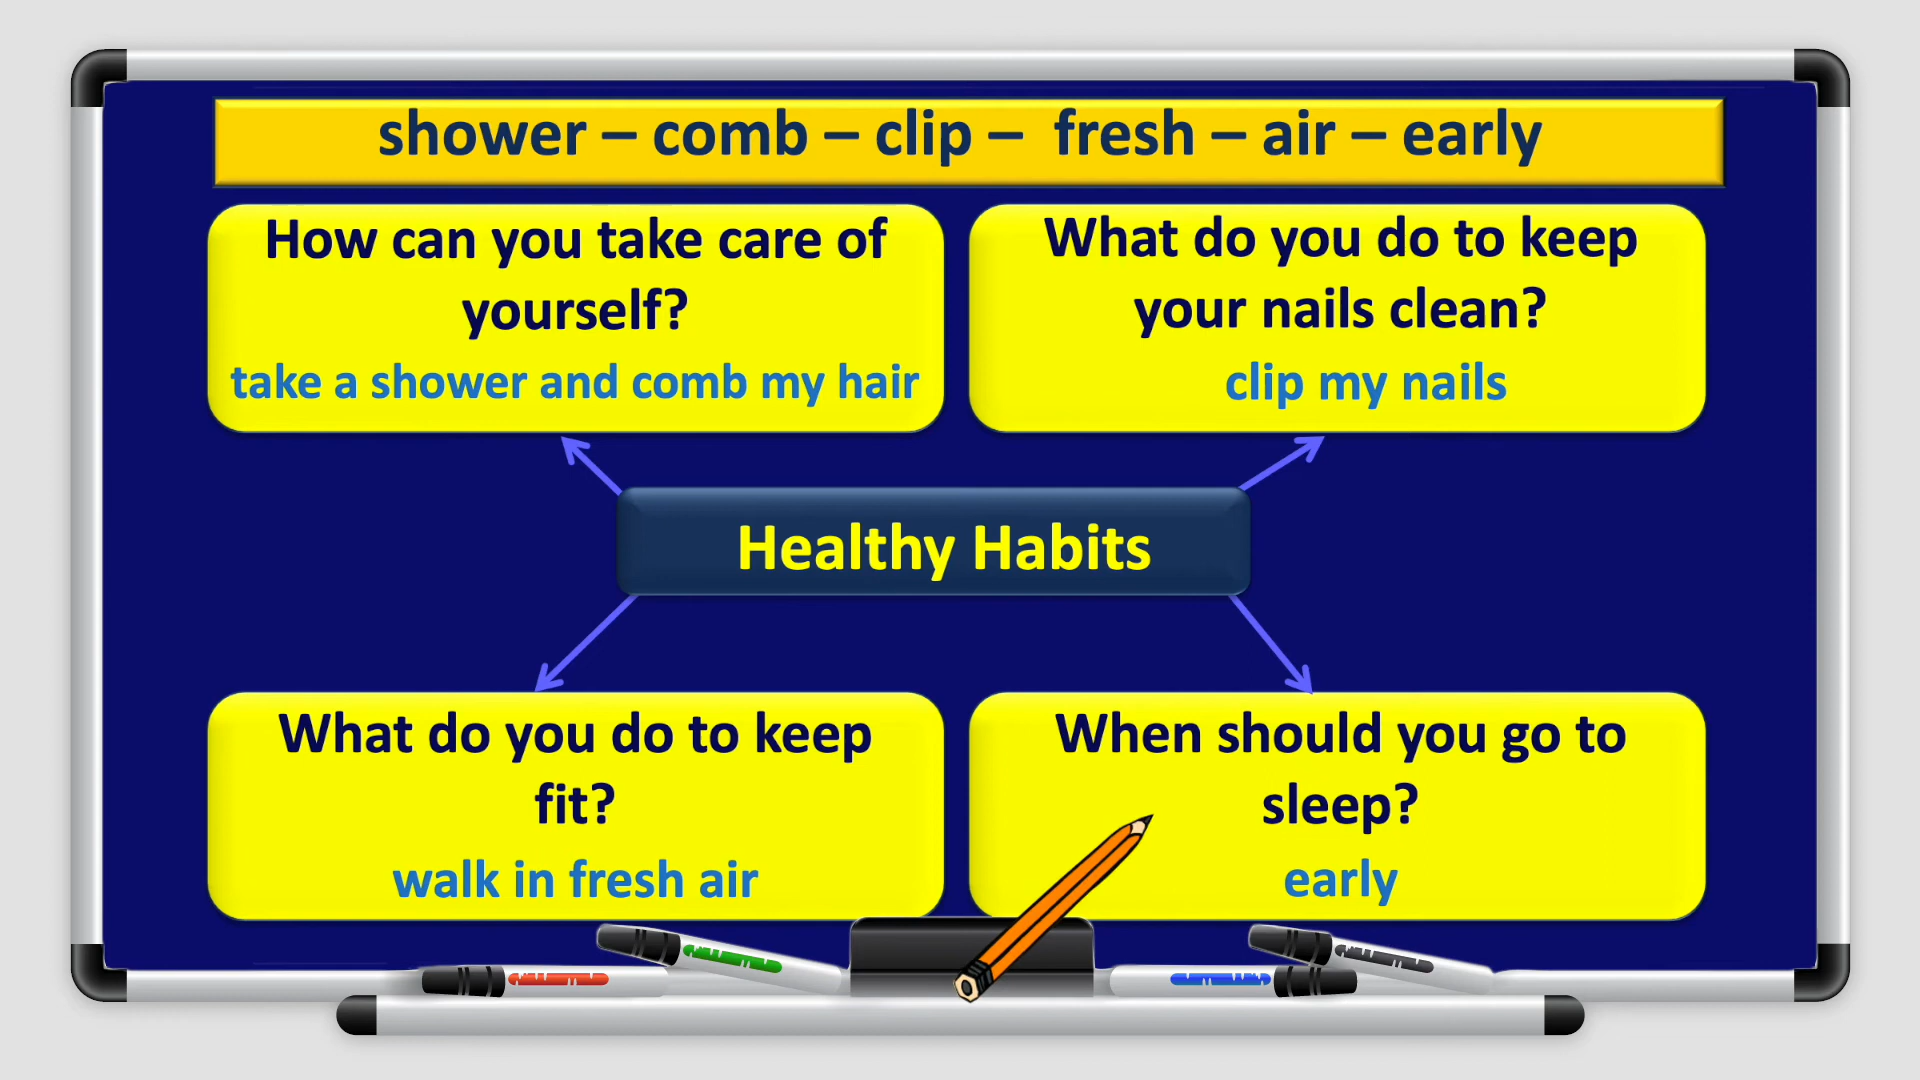 shower – comb – clip – fresh – air – early
How can you take care of
yourself?
take a shower and comb my hair
What do you do to keep
your nails clean?
clip my nails
Healthy Habits
What do you do to keep
fit?
walk in fresh air
When should you go to
sleep?
early